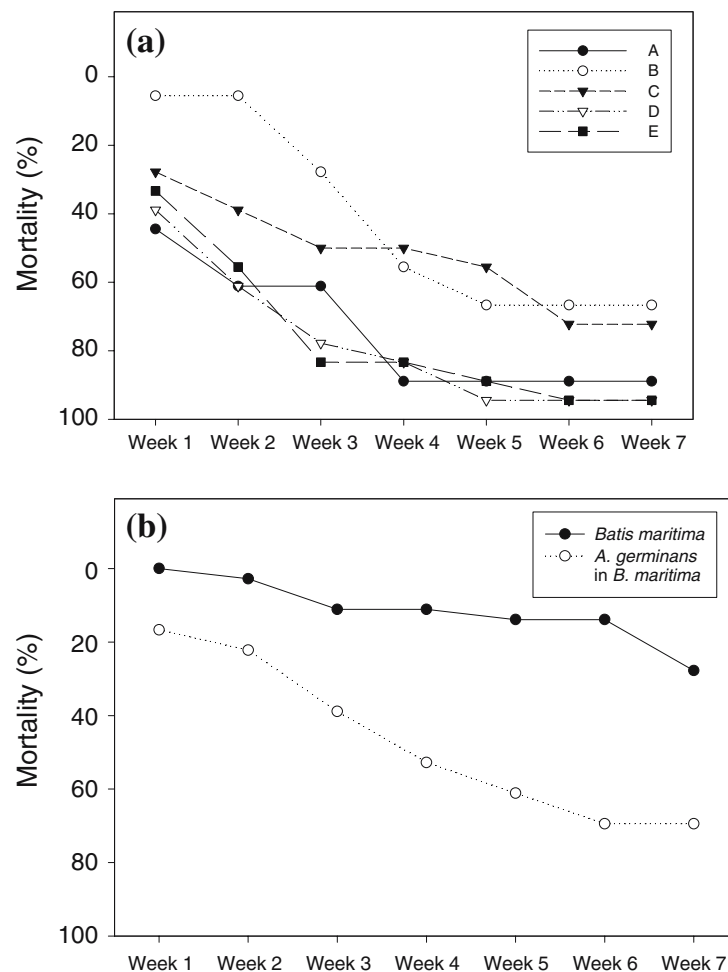 (a)
A
B
C
D
E
Mortality (%)
0
20
40
60
80
100
Week 1 Week 2 Week 3 Week 4 Week 5 Week 6 Week 7
(b)
Batis maritima
A. germinans
in B. maritima
Mortality (%)
0
20
40
60
80
100
Week 1 Week 2 Week 3 Week 4 Week 5 Week 6 Week 7